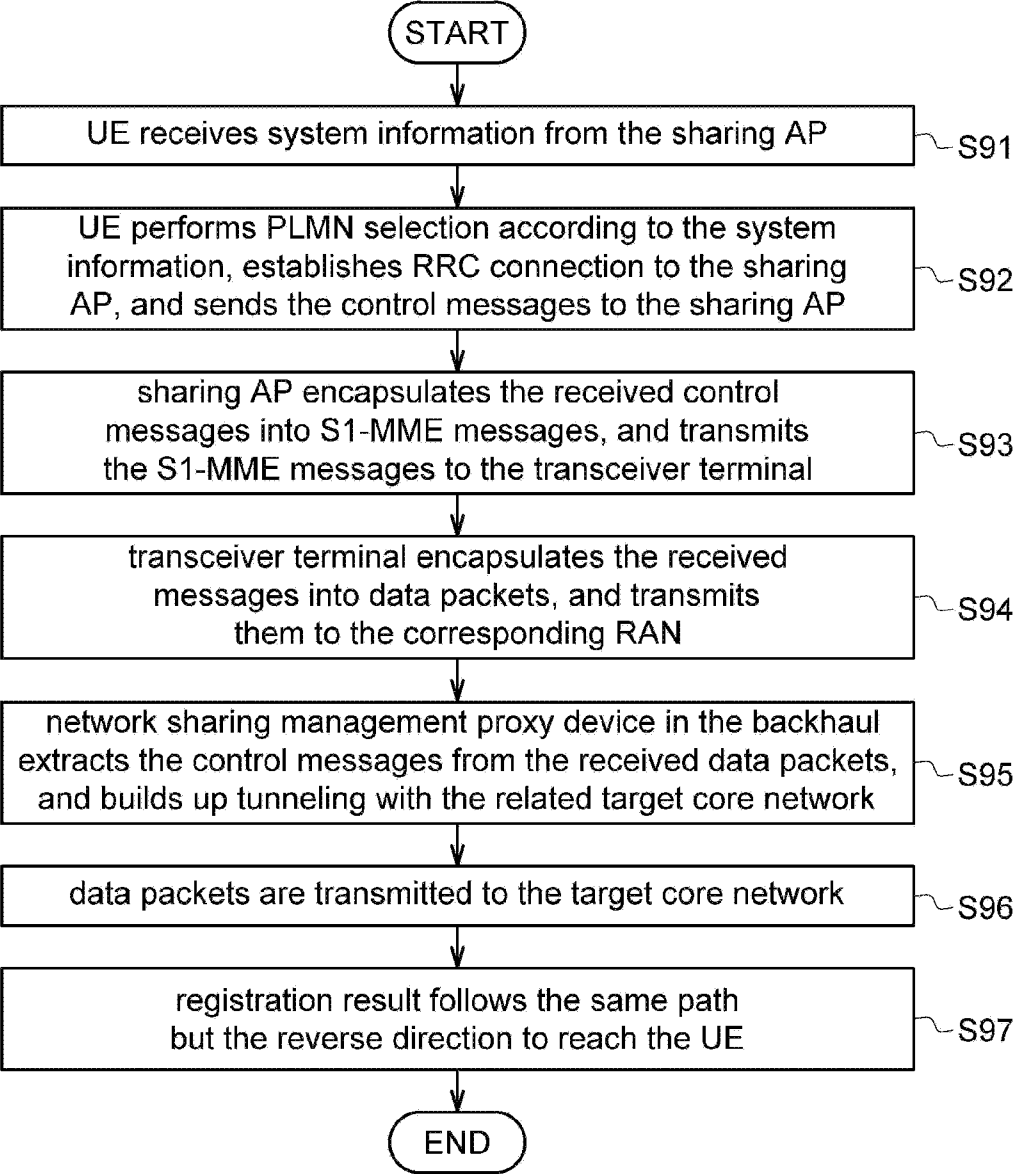 START
UE receives system information from the sharing AP
S91
UE performs PLMN selection according to the system
information, establishes RRC connection to the sharing
AP, and sends the control messages to the sharing AP
S92
sharing AP encapsulates the received control
messages into S1-MME messages, and transmits
the S1-MME messages to the transceiver terminal
S93
transceiver terminal encapsulates the received
messages into data packets, and transmits
them to the corresponding RAN
S94
network sharing management proxy device in the backhaul
extracts the control messages from the received data packets,
and builds up tunneling with the related target core network
S95
data packets are transmitted to the target core network
S96
registration result follows the same path
but the reverse direction to reach the UE
S97
END